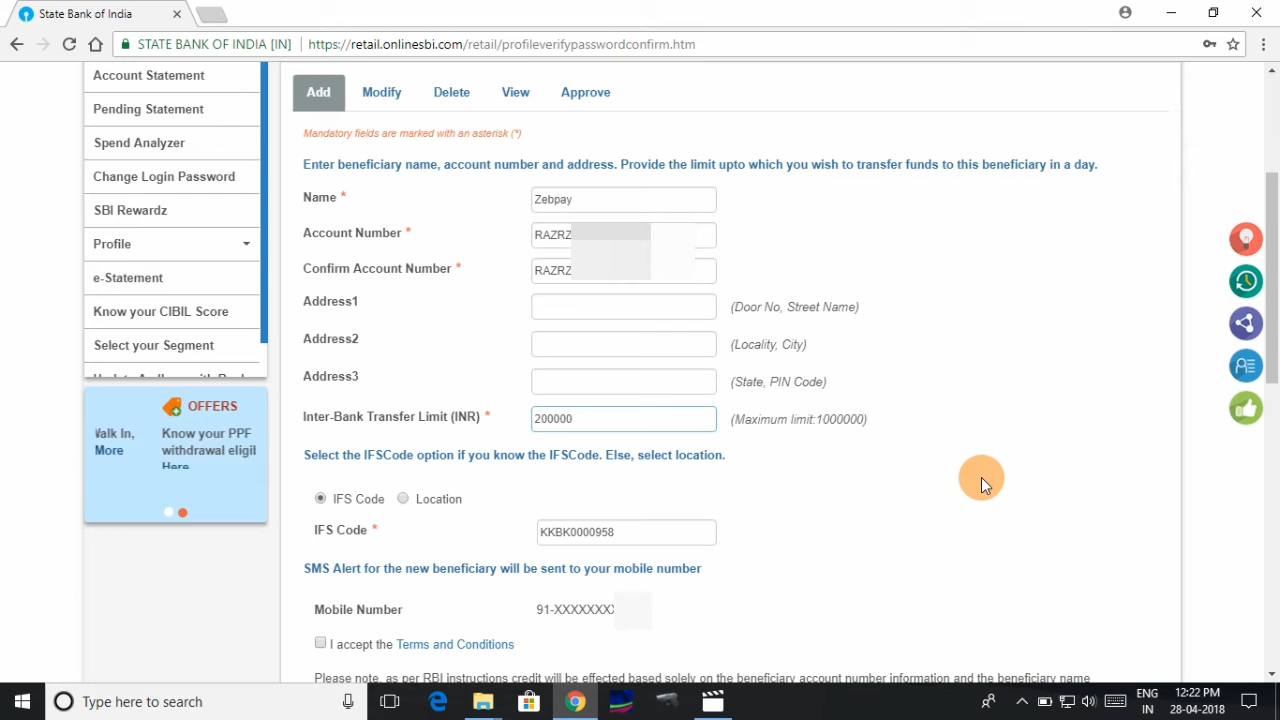 State Bank of India
STATE BANK OF INDIA [IN]
https://retail.onlinesbi.com/retail/profileverifypasswordconfirm.htm
Account Statement
Pending Statement
Spend Analyzer
Change Login Password
SBI Rewardz
Profile
e-Statement
Know your CIBIL Score
Select your Segment
OFFERS
Walk In,
More
Know your PPF
withdrawal eligil
Here
Add Modify Delete View Approve
Mandatory fields are marked with an asterisk (*)
Enter beneficiary name, account number and address. Provide the limit upto which you wish to transfer funds to this beneficiary in a day.
Name * Zebpay
Account Number * RAZRZ
Confirm Account Number * RAZRZ
Address1 (Door No, Street Name)
Address2 (Locality, City)
Address3 (State, PIN Code)
Inter-Bank Transfer Limit (INR) * 200000 (Maximum limit:1000000)
Select the IFSCode option if you know the IFSCode. Else, select location.
IFS Code Location
IFS Code * KKBK0000958
SMS Alert for the new beneficiary will be sent to your mobile number
Mobile Number 91-XXXXXXX
I accept the Terms and Conditions
Please note, as per RBI instructions credit will be effected based solely on the beneficiary account number information and the beneficiary name
Type here to search
ENG
IN
12:22 PM
28-04-2018